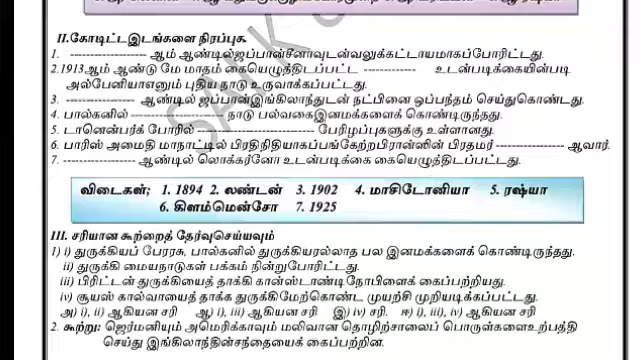 II.கோடிட்டஇடங்களை நிரப்புக.
1. ------------------ ஆம் ஆண்டில்ஜப்பான்சீனாவுடன்வலுக்கட்டாயமாகப்போரிட்டது.
2.1913ஆம் ஆண்டு மே மாதம் கையெழுத்திடப்பட்ட ------------ உடன்படிக்கையின்படி
அல்பேனியாஎனும் புதிய நாடு உருவாக்கப்பட்டது.
3. ---------------- ஆண்டில் ஜப்பான்இங்கிலாந்துடன் நட்பினை ஒப்பந்தம் செய்துகொண்டது.
4. பால்கனில் ---------------- நாடு பல்வகைஇனமக்களைக் கொண்டிருந்தது.
5. டானென்பர்க் போரில் -------------------- பேரிழப்புகளுக்கு உள்ளானது.
6. பாரிஸ் அமைதி மாநாட்டில் பிரதிநிதியாகப்பங்கேற்றபிரான்ஸின் பிரதமர் ---------------- ஆவார்.
7. ---------------- ஆண்டில் லொக்கர்னோ உடன்படிக்கை கையெழுத்திடப்பட்டது.
விடைகள்; 1. 1894 2. லண்டன் 3. 1902 4. மாசிடோனியா 5. ரஷ்யா
6. கிளம்மென்சோ 7. 1925
III. சரியான கூற்றைத் தேர்வுசெய்யவும்
1) i) துருக்கியப் பேரரசு, பால்கனில் துருக்கியரல்லாத பல இனமக்களைக் கொண்டிருந்தது.
ii) துருக்கி மையநாடுகள் பக்கம் நின்றுபோரிட்டது.
iii) பிரிட்டன் துருக்கியைத் தாக்கி கான்ஸ்டாண்டிநோபிளைக் கைப்பற்றியது.
iv) சூயஸ் கால்வாயைத் தாக்க துருக்கிமேற்கொண்ட முயற்சி முறியடிக்கப்பட்டது.
அ) i), ii) ஆகியன சரி ஆ) i), iii) ஆகியன சரி இ) iv) சரி. ஈ) i), ii), iv) ஆகியன சரி
2. கூற்று: ஜெர்மனியும் அமெரிக்காவும் மலிவான தொழிற்சாலைப் பொருள்களைஉற்பத்தி
செய்து இங்கிலாந்தின்சந்தையைக் கைப்பற்றின.